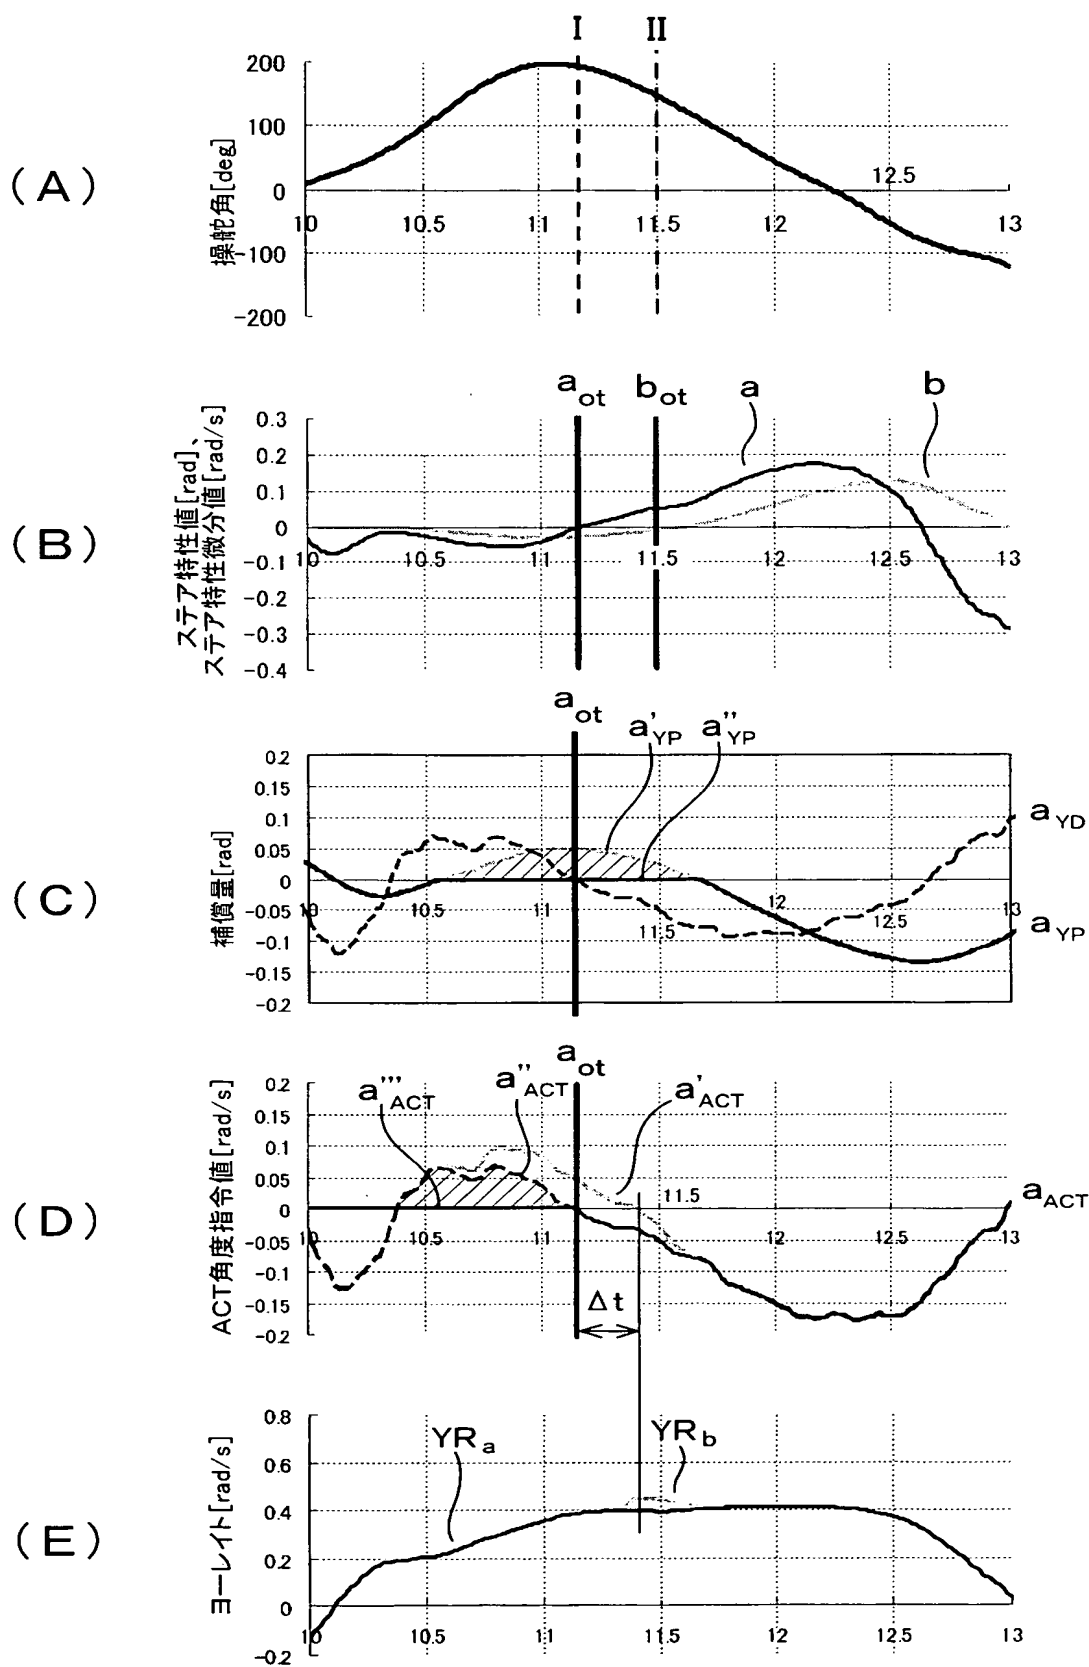 I II
(A)
操舵角[deg]
200
100
0
-100
-200
10 10.5 11 11.5 12 12.5 13
(B)
ステア特性値[rad]、
ステア特性微分値[rad/s]
a_ot b_ot a b
0.3
0.2
0.1
0
-0.1
-0.2
-0.3
-0.4
10 10.5 11 11.5 12 12.5 13
(C)
補償量[rad]
a_ot a'_YP a''_YP
0.2
0.15
0.1
0.05
0
-0.05
-0.1
-0.15
-0.2
10 10.5 11 11.5 12 12.5 13
a_YD
a_YP
(D)
ACT角度指令値[rad/s]
a_ot
a'''_ACT a''_ACT a'_ACT
0.2
0.15
0.1
0.05
0
-0.05
-0.1
-0.15
-0.2
10 10.5 11 11.5 12 12.5 13
a_ACT
Δt
(E)
ヨーレイト[rad/s]
YR_a YR_b
0.8
0.6
0.4
0.2
0
-0.2
10 10.5 11 11.5 12 12.5 13